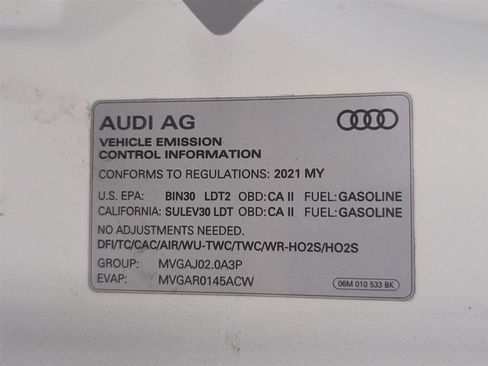 AUDI AG
VEHICLE EMISSION
CONTROL INFORMATION
CONFORMS TO REGULATIONS: 2021 MY
U.S. EPA: BIN30 LDT2 OBD: CA II FUEL: GASOLINE
CALIFORNIA: SULEV30 LDT OBD: CA II FUEL: GASOLINE
NO ADJUSTMENTS NEEDED.
DFI/TC/CAC/AIR/WU-TWC/TWC/WR-HO2S/HO2S
GROUP: MVGAJ02.0A3P
EVAP: MVGAR0145ACW
06M 010 533 BK